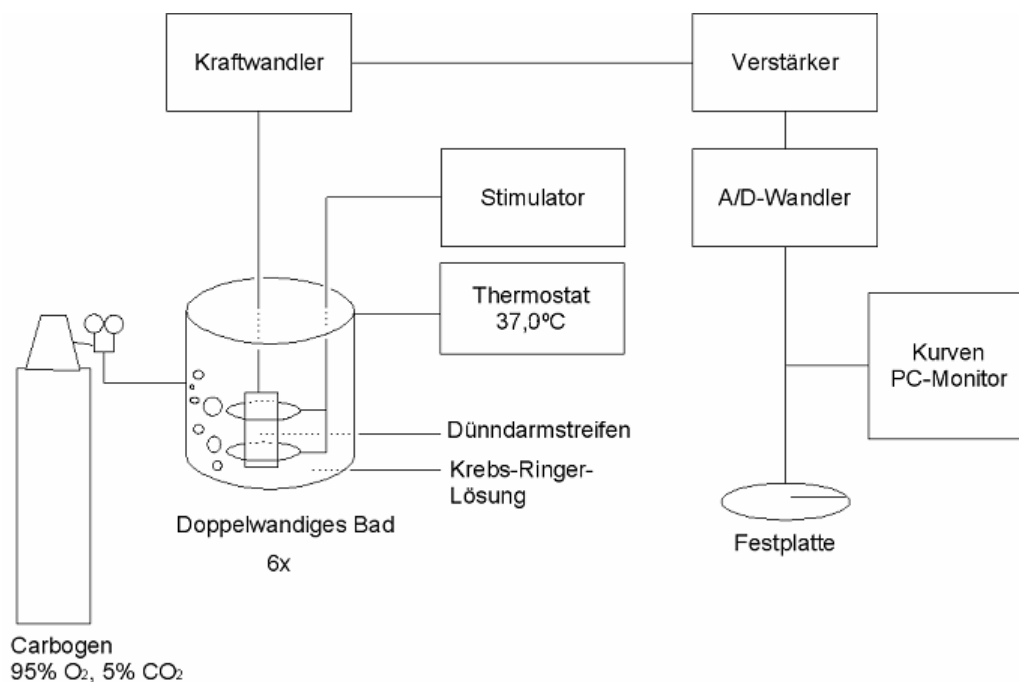 Kraftwandler
Verstärker
Stimulator
A/D-Wandler
Thermostat
37,0ºC
Kurven
PC-Monitor
Dünndarmstreifen
Krebs-Ringer-
Lösung
Doppelwandiges Bad
6x
Festplatte
Carbogen
95% O₂, 5% CO₂